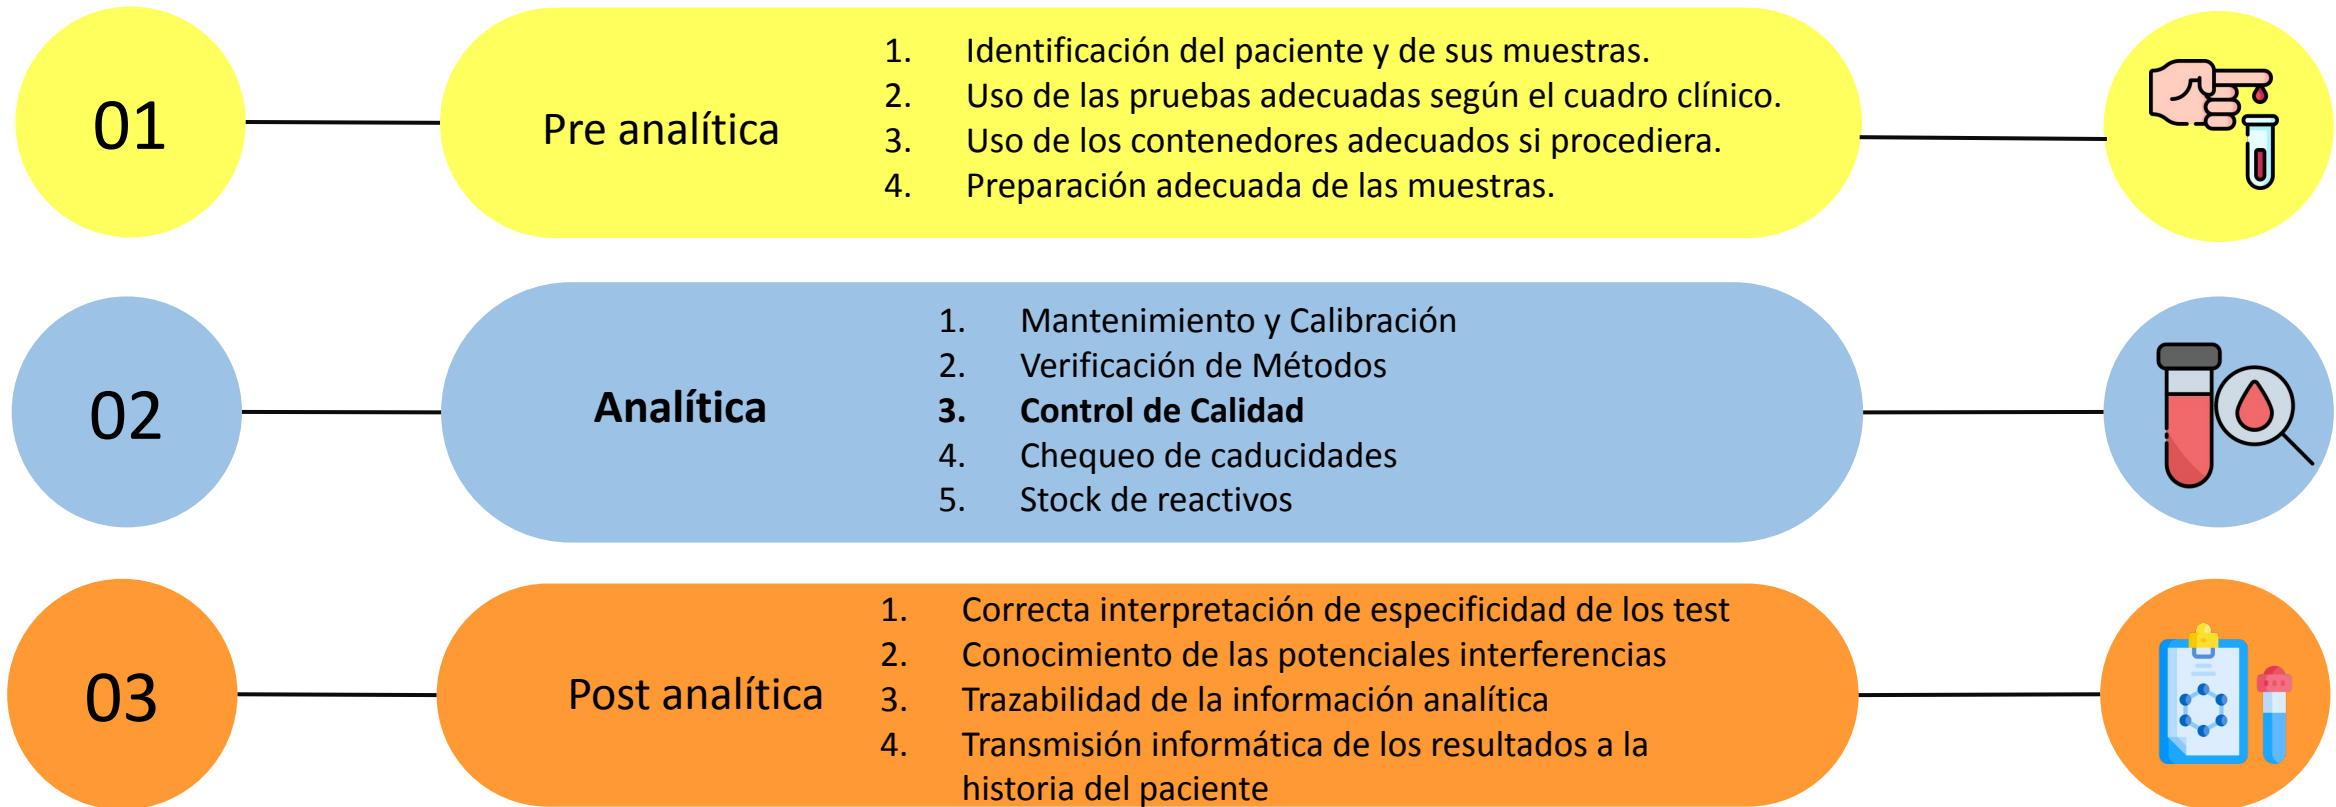 01
Pre analítica
1. Identificación del paciente y de sus muestras.
2. Uso de las pruebas adecuadas según el cuadro clínico.
3. Uso de los contenedores adecuados si procediera.
4. Preparación adecuada de las muestras.
02
Analítica
1. Mantenimiento y Calibración
2. Verificación de Métodos
3. Control de Calidad
4. Chequeo de caducidades
5. Stock de reactivos
03
Post analítica
1. Correcta interpretación de especificidad de los test
2. Conocimiento de las potenciales interferencias
3. Trazabilidad de la información analítica
4. Transmisión informática de los resultados a la
historia del paciente